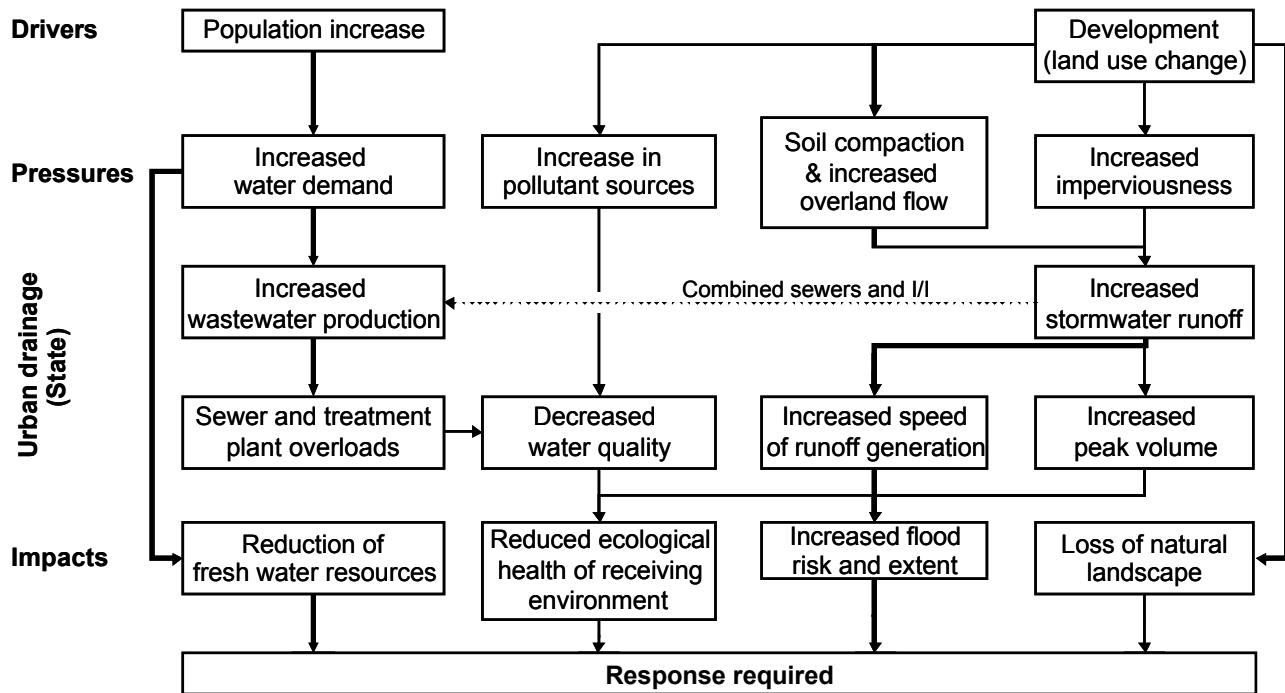 Drivers
Population increase
Development
(land use change)
Pressures
Increased
water demand
Increase in
pollutant sources
Soil compaction
& increased
overland flow
Increased
imperviousness
Urban drainage
(State)
Increased
wastewater production
Combined sewers and I/I
Increased
stormwater runoff
Sewer and treatment
plant overloads
Decreased
water quality
Increased speed
of runoff generation
Increased
peak volume
Impacts
Reduction of
fresh water resources
Reduced ecological
health of receiving
environment
Increased flood
risk and extent
Loss of natural
landscape
Response required